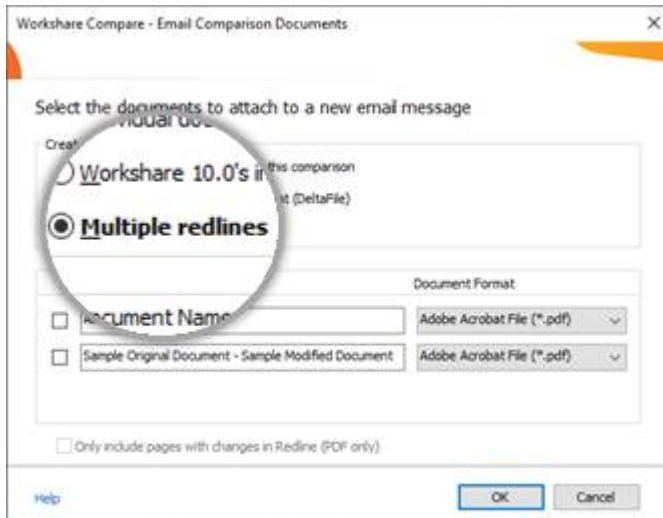 Workshare Compare - Email Comparison Documents
Select the documents to attach to a new email message
Workshare 10.0's in this comparison
(DeltaFile)
Multiple redlines
Document Format
Document Name
Adobe Acrobat File (*.pdf)
Sample Original Document - Sample Modified Document
Adobe Acrobat File (*.pdf)
Only include pages with changes in Redline (PDF only)
Help
OK
Cancel